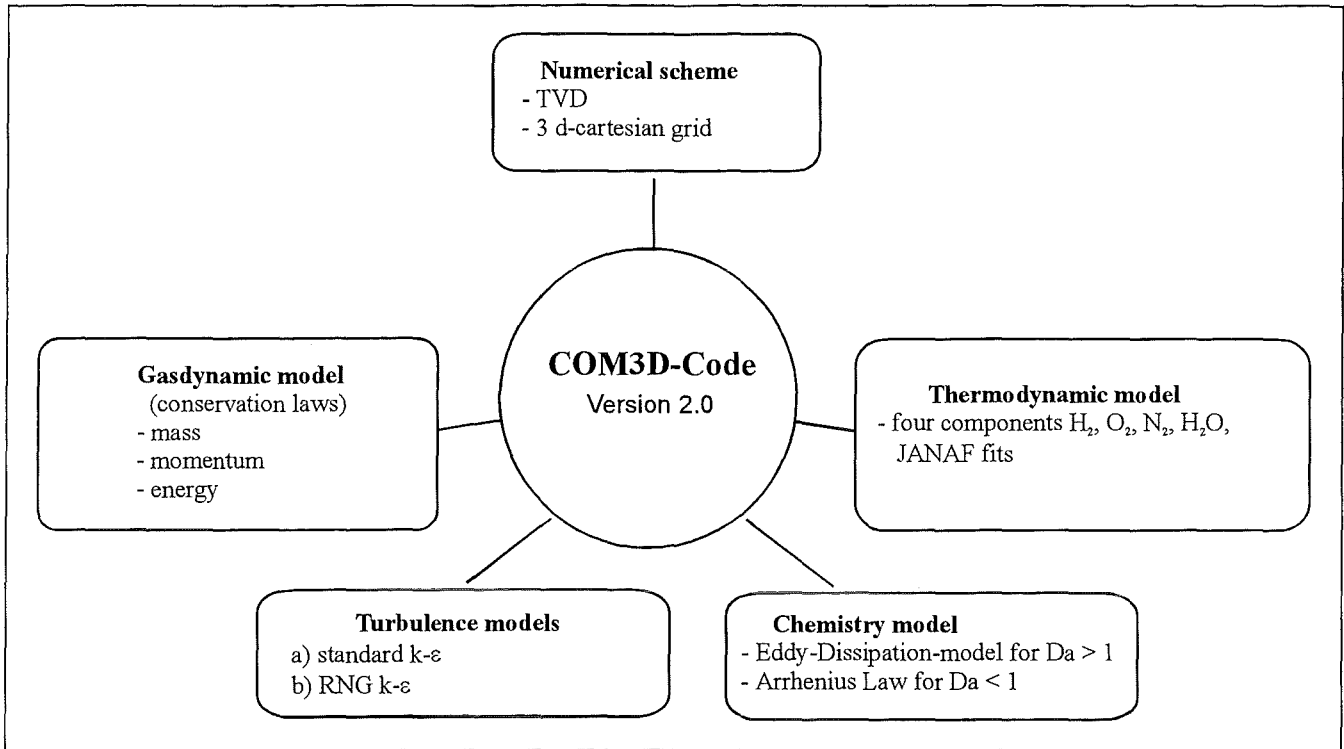 Numerical scheme
- TVD
- 3 d-cartesian grid
COM3D-Code
Version 2.0
Gasdynamic model
(conservation laws)
- mass
- momentum
- energy
Thermodynamic model
- four components H₂, O₂, N₂, H₂O,
JANAF fits
Turbulence models
a) standard k-ε
b) RNG k-ε
Chemistry model
- Eddy-Dissipation-model for Da > 1
- Arrhenius Law for Da < 1